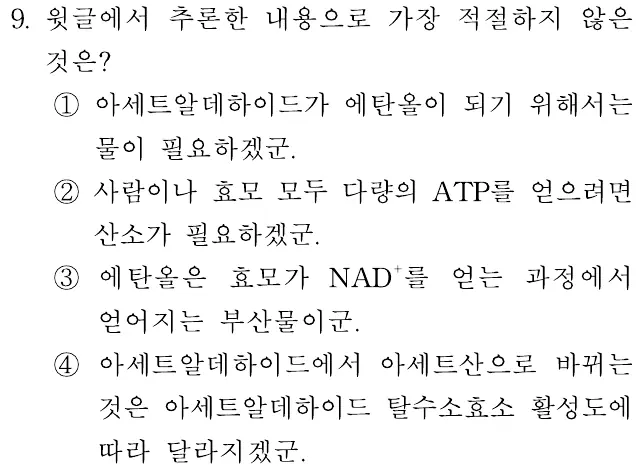 9. 윗글에서 추론한 내용으로 가장 적절하지 않은
것은?
① 아세트알데하이드가 에탄올이 되기 위해서는
물이 필요하겠군.
② 사람이나 효모 모두 다량의 ATP를 얻으려면
산소가 필요하겠군.
③ 에탄올은 효모가 NAD⁺를 얻는 과정에서
얻어지는 부산물이군.
④ 아세트알데하이드에서 아세트산으로 바뀌는
것은 아세트알데하이드 탈수소효소 활성도에
따라 달라지겠군.